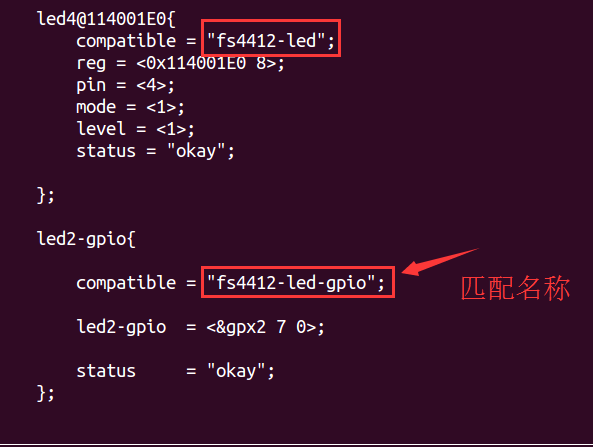 led4@114001E0{
compatible = "fs4412-led";
reg = <0x114001E0 8>;
pin = <4>;
mode = <1>;
level = <1>;
status = "okay";
};
led2-gpio{
compatible = "fs4412-led-gpio";
匹配名称
led2-gpio = <&gpx2 7 0>;
status = "okay";
};